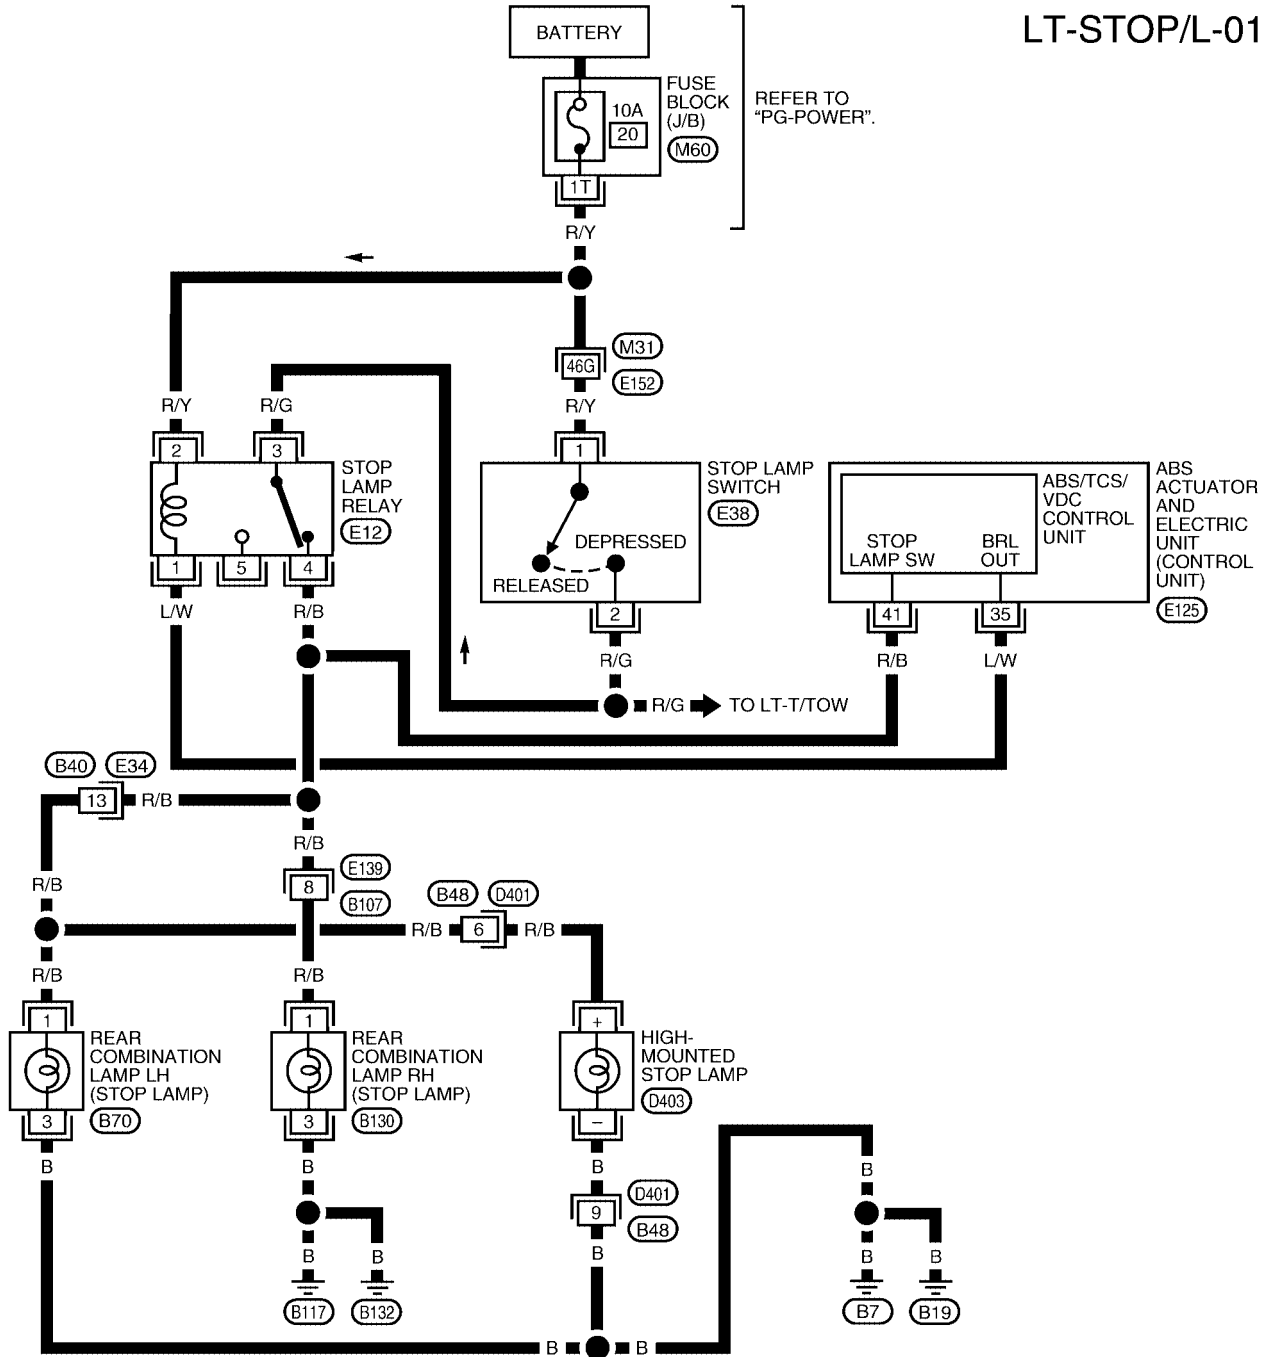 LT-STOP/L-01
BATTERY
FUSE
BLOCK
(J/B)
10A
20
M60
REFER TO
“PG-POWER”.
1T
R/Y
M31
46G
E152
R/Y
R/G
R/Y
2
3
1
STOP
LAMP
RELAY
E12
STOP LAMP
SWITCH
E38
DEPRESSED
RELEASED
ABS/TCS/
VDC
CONTROL
UNIT
STOP
LAMP SW
BRL
OUT
ABS
ACTUATOR
AND
ELECTRIC
UNIT
(CONTROL
UNIT)
E125
1
5
4
2
41
35
L/W
R/B
R/G
R/B
L/W
R/G
TO LT-T/TOW
B40
E34
13
R/B
R/B
E139
8
B107
R/B
B48
D401
R/B
6
R/B
R/B
R/B
1
1
+
REAR
COMBINATION
LAMP LH
(STOP LAMP)
B70
REAR
COMBINATION
LAMP RH
(STOP LAMP)
B130
HIGH-
MOUNTED
STOP LAMP
D403
3
3
–
B
B
B
B
D401
9
B48
B
B
B
B
B
B117
B132
B7
B19
B
B